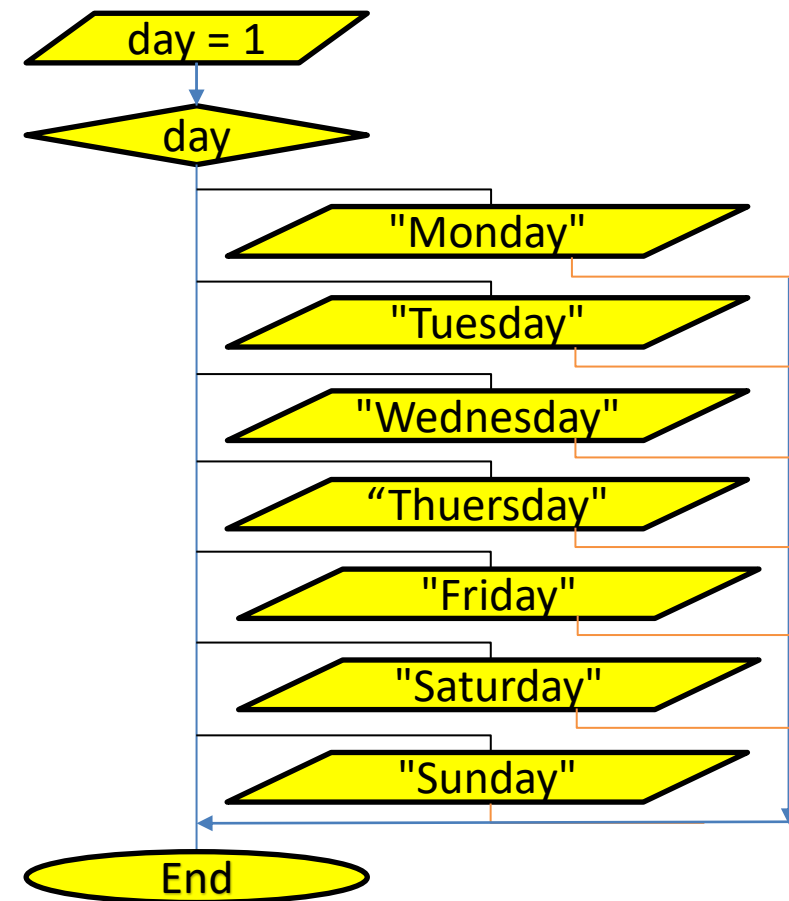 day = 1
day
"Monday"
"Tuesday"
"Wednesday"
“Thuersday"
"Friday"
"Saturday"
"Sunday"
End